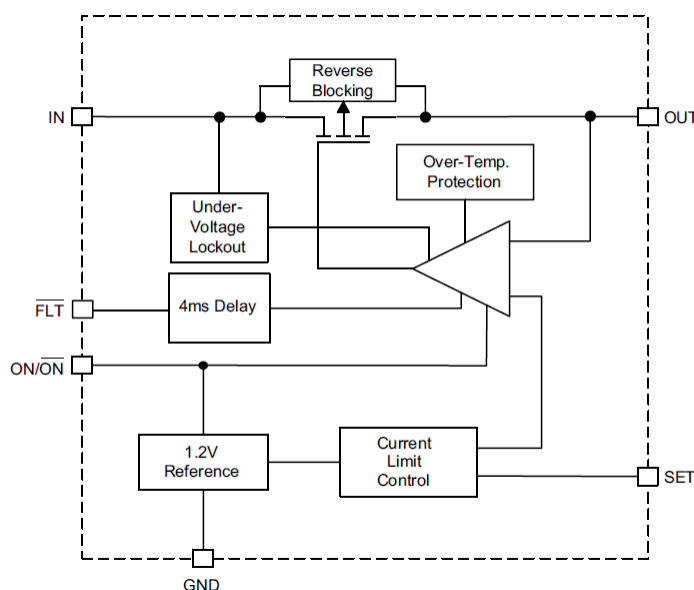 Reverse
Blocking
IN
OUT
Over-Temp.
Protection
Under-
Voltage
Lockout
FLT
4ms Delay
ON/ON
1.2V
Reference
Current
Limit
Control
SET
GND